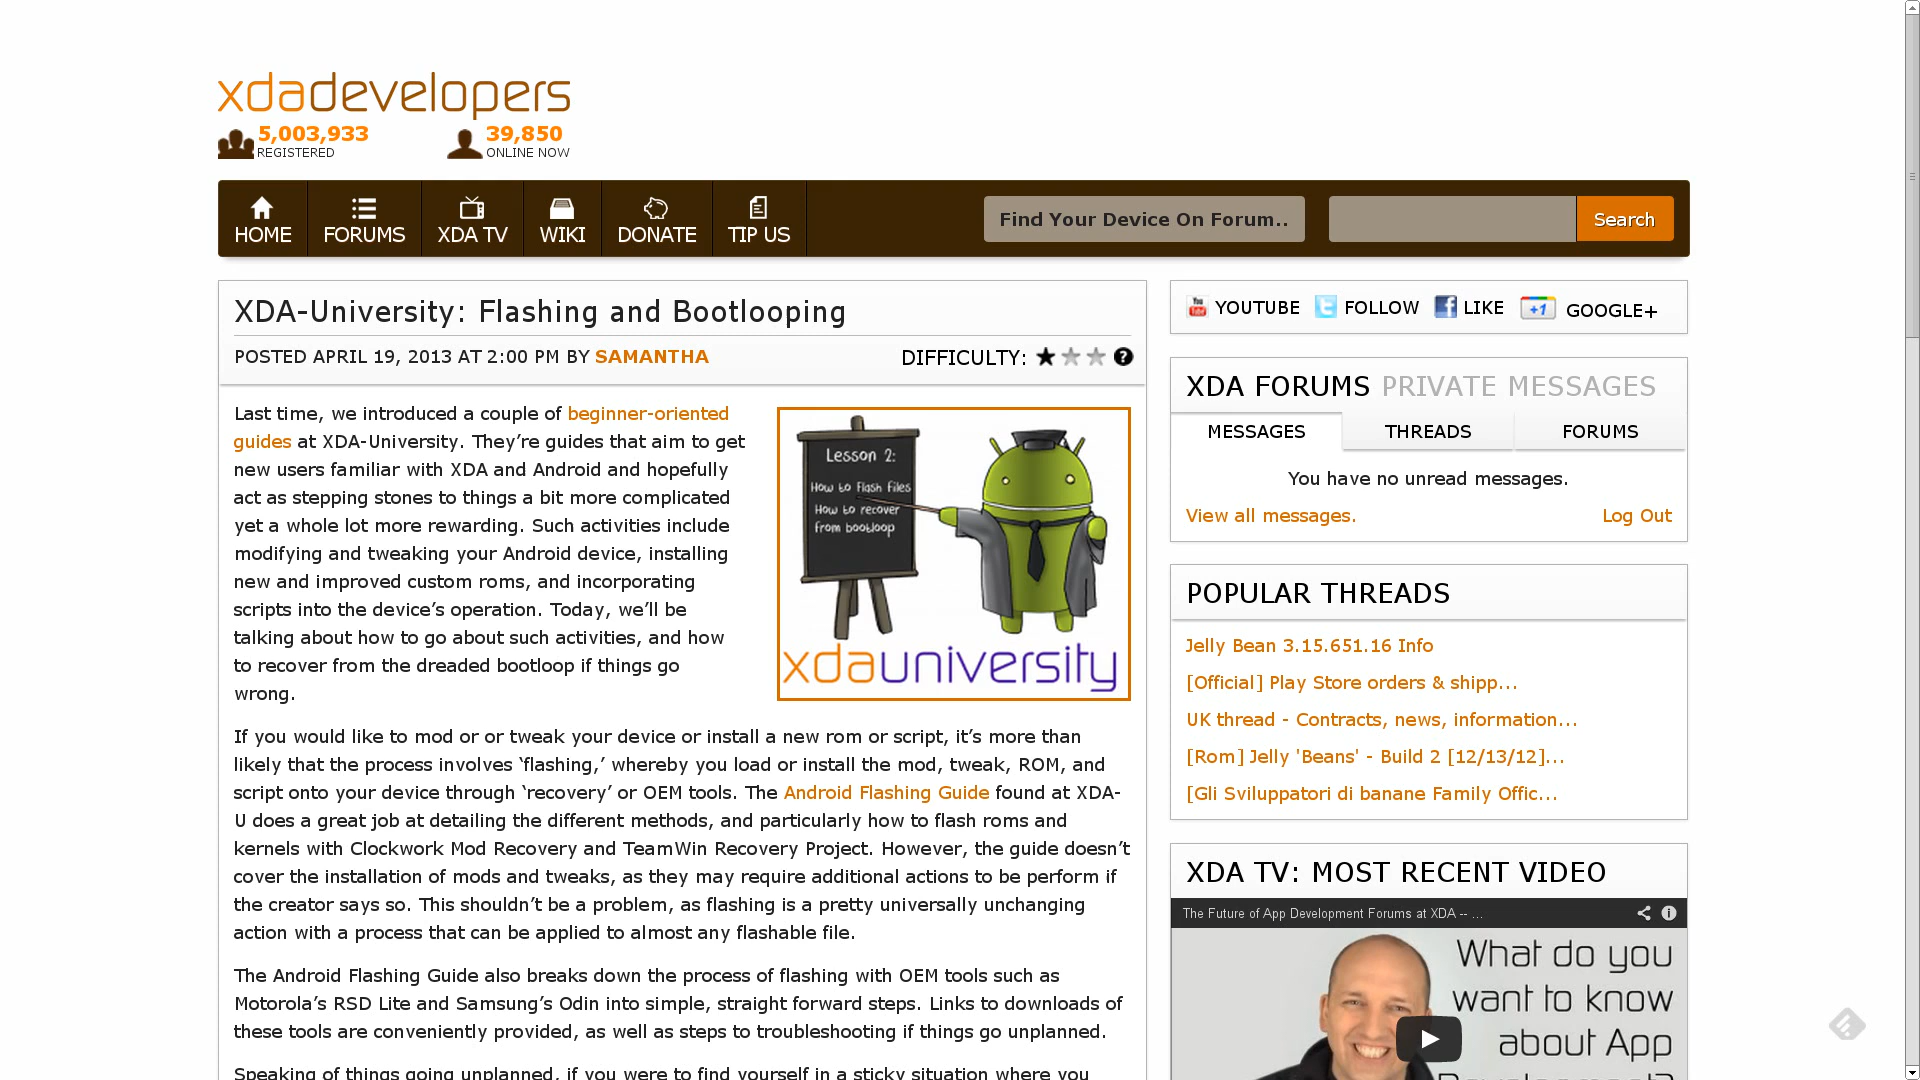 xdadevelopers
5,003,933
REGISTERED
39,850
ONLINE NOW
HOME
FORUMS
XDA TV
WIKI
DONATE
TIP US
Find Your Device On Forum..
Search
XDA-University: Flashing and Bootlooping
POSTED APRIL 19, 2013 AT 2:00 PM BY SAMANTHA
DIFFICULTY:
Last time, we introduced a couple of beginner-oriented
guides at XDA-University. They’re guides that aim to get
new users familiar with XDA and Android and hopefully
act as stepping stones to things a bit more complicated
yet a whole lot more rewarding. Such activities include
modifying and tweaking your Android device, installing
new and improved custom roms, and incorporating
scripts into the device’s operation. Today, we’ll be
talking about how to go about such activities, and how
to recover from the dreaded bootloop if things go
wrong.
Lesson 2:
How to Flash Files
How to recover
from bootloop
xdauniversity
If you would like to mod or or tweak your device or install a new rom or script, it’s more than
likely that the process involves ‘flashing,’ whereby you load or install the mod, tweak, ROM, and
script onto your device through ‘recovery’ or OEM tools. The Android Flashing Guide found at XDA-
U does a great job at detailing the different methods, and particularly how to flash roms and
kernels with Clockwork Mod Recovery and TeamWin Recovery Project. However, the guide doesn’t
cover the installation of mods and tweaks, as they may require additional actions to be perform if
the creator says so. This shouldn’t be a problem, as flashing is a pretty universally unchanging
action with a process that can be applied to almost any flashable file.
The Android Flashing Guide also breaks down the process of flashing with OEM tools such as
Motorola’s RSD Lite and Samsung’s Odin into simple, straight forward steps. Links to downloads of
these tools are conveniently provided, as well as steps to troubleshooting if things go unplanned.
Speaking of things going unplanned, if you were to find yourself in a sticky situation where you
You Tube
YOUTUBE
FOLLOW
LIKE
+1
GOOGLE+
XDA FORUMS PRIVATE MESSAGES
MESSAGES
THREADS
FORUMS
You have no unread messages.
View all messages.
Log Out
POPULAR THREADS
Jelly Bean 3.15.651.16 Info
[Official] Play Store orders & shipp...
UK thread - Contracts, news, information...
[Rom] Jelly 'Beans' - Build 2 [12/13/12]...
[Gli Sviluppatori di banane Family Offic...
XDA TV: MOST RECENT VIDEO
The Future of App Development Forums at XDA -- ...
What do you
want to know
about App
Development?